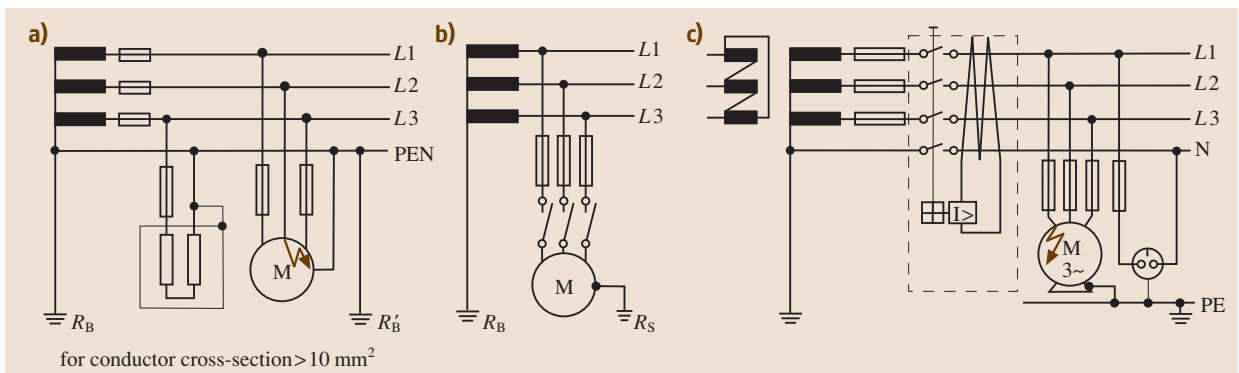 a)
L1
L2
L3
PEN
M
R_B
R'_B
for conductor cross-section > 10 mm²
b)
L1
L2
L3
M
R_B
R_S
c)
L1
L2
L3
N
I>
M
3~
PE